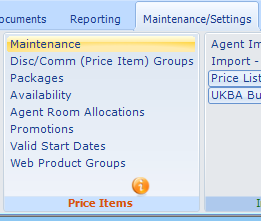 ocuments Reporting Maintenance/Settings
Maintenance
Disc/Comm (Price Item) Groups
Packages
Availability
Agent Room Allocations
Promotions
Valid Start Dates
Web Product Groups
Price Items
Agent Im
Import -
Price List
UKBA Bu